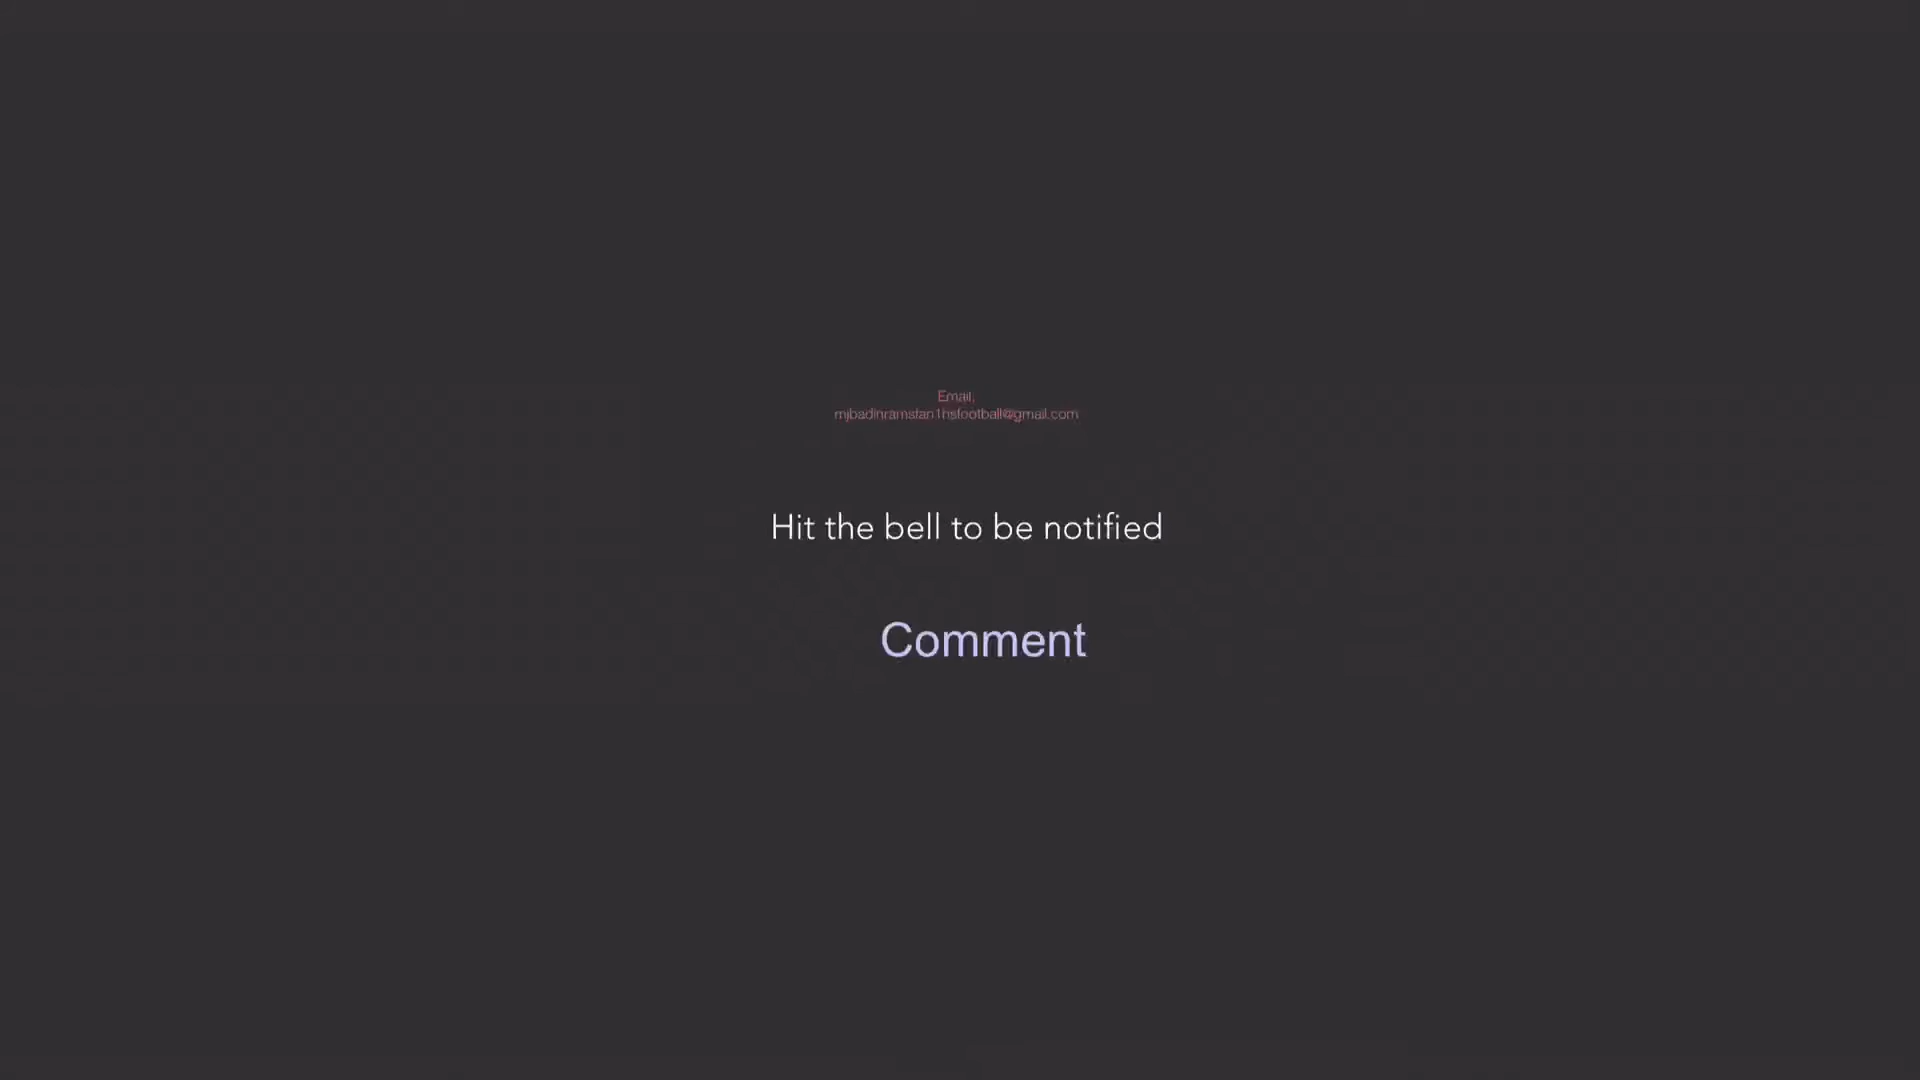 Email,
mjbadinramsfan1hsfootball@gmail.com
Hit the bell to be notified
Comment